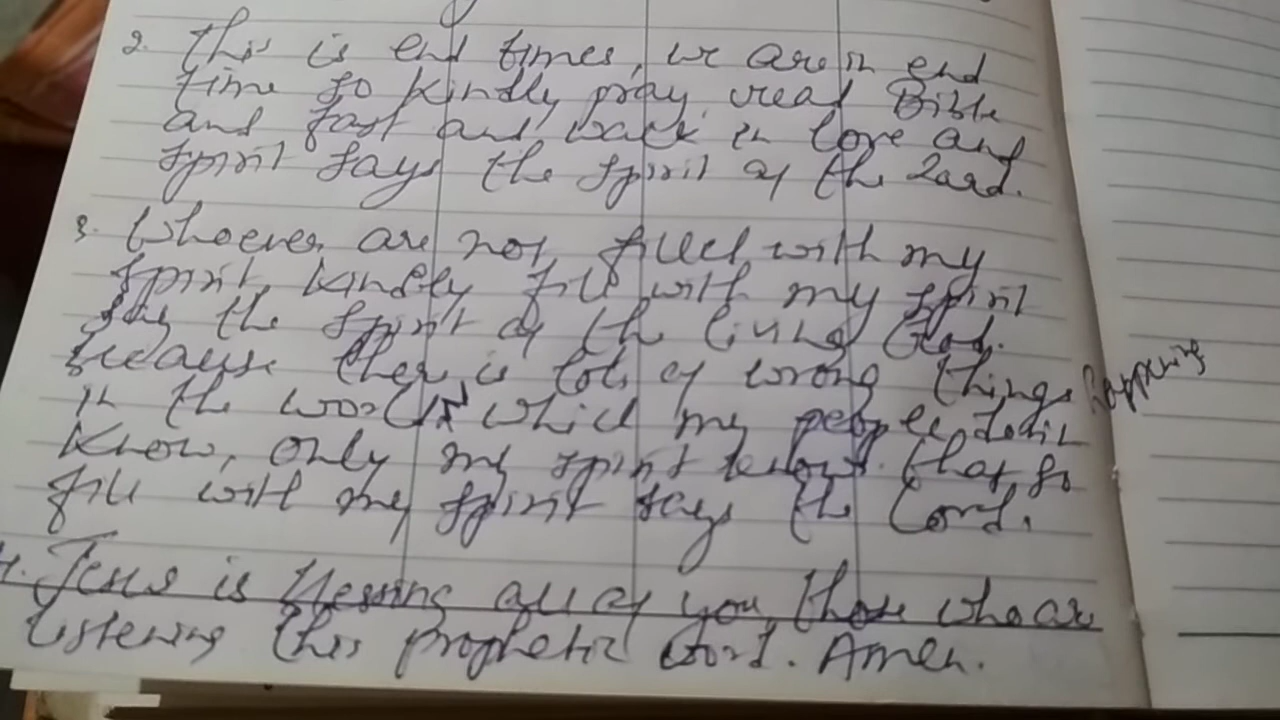 2. This is end times, we are in end
time so kindly pray, read Bible
and fast and walk in love and
spirit says the spirit of the Lord.
3. Whoever are not filled with my
spirit kindly fill with my spirit
say the spirit of the living God.
because there is lots of wrong things happening
in the world which my people don't
know, only my spirit knows that, so
fill with my spirit says the Lord.
4. Jesus is blessing all of you, those who are
listening this prophetic word. Amen.